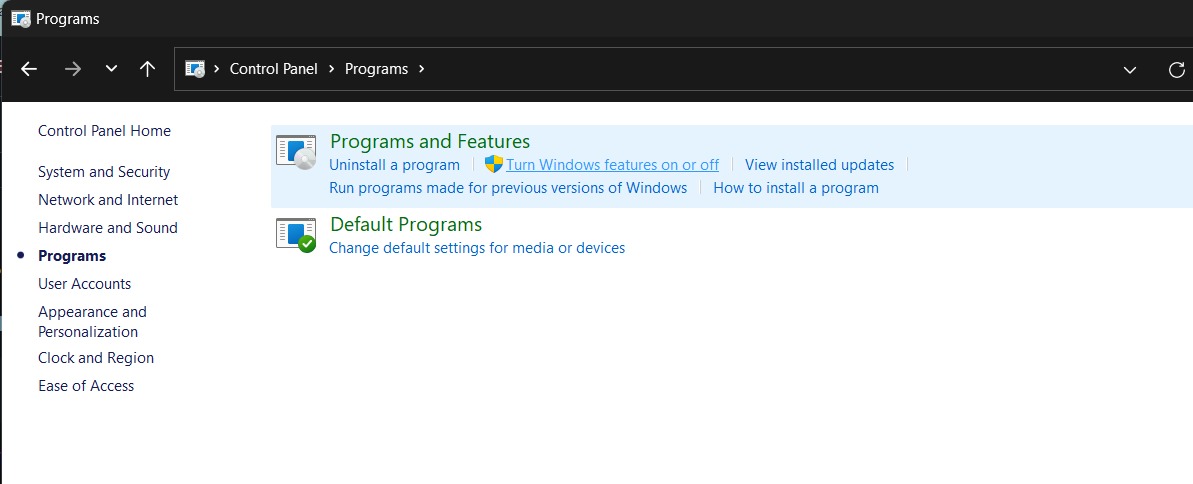 Programs
Control Panel Programs
Control Panel Home
System and Security
Network and Internet
Hardware and Sound
Programs
User Accounts
Appearance and
Personalization
Clock and Region
Ease of Access
Programs and Features
Uninstall a program Turn Windows features on or off View installed updates
Run programs made for previous versions of Windows How to install a program
Default Programs
Change default settings for media or devices